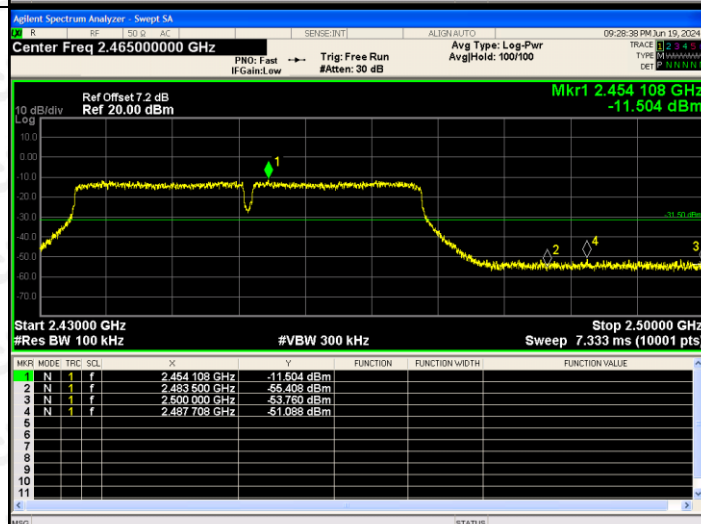 Agilent Spectrum Analyzer - Swept SA
R RF 50 Ω AC SENSE:INT ALIGN AUTO 09:28:38 PM Jun 19, 2024
Center Freq 2.465000000 GHz Avg Type: Log-Pwr TRACE 1 2 3 4 5
PNO: Fast Trig: Free Run Avg|Hold: 100/100 TYPE M
IFGain:Low #Atten: 30 dB DET P N N N N N
Mkr1 2.454 108 GHz
Ref Offset 7.2 dB
10 dB/div Ref 20.00 dBm -11.504 dBm
Log
10.0
0.00
1
-10.0
-20.0
-30.0 -31.50 dBm
-40.0
2 4 3
-50.0
-60.0
-70.0
Start 2.43000 GHz Stop 2.50000 GHz
#Res BW 100 kHz #VBW 300 kHz Sweep 7.333 ms (10001 pts)
MKR MODE TRC SCL X Y FUNCTION FUNCTION WIDTH FUNCTION VALUE
1 N 1 f 2.454 108 GHz -11.504 dBm
2 N 1 f 2.483 500 GHz -55.408 dBm
3 N 1 f 2.500 000 GHz -53.760 dBm
4 N 1 f 2.487 708 GHz -51.088 dBm
5
6
7
8
9
10
11
MSG STATUS